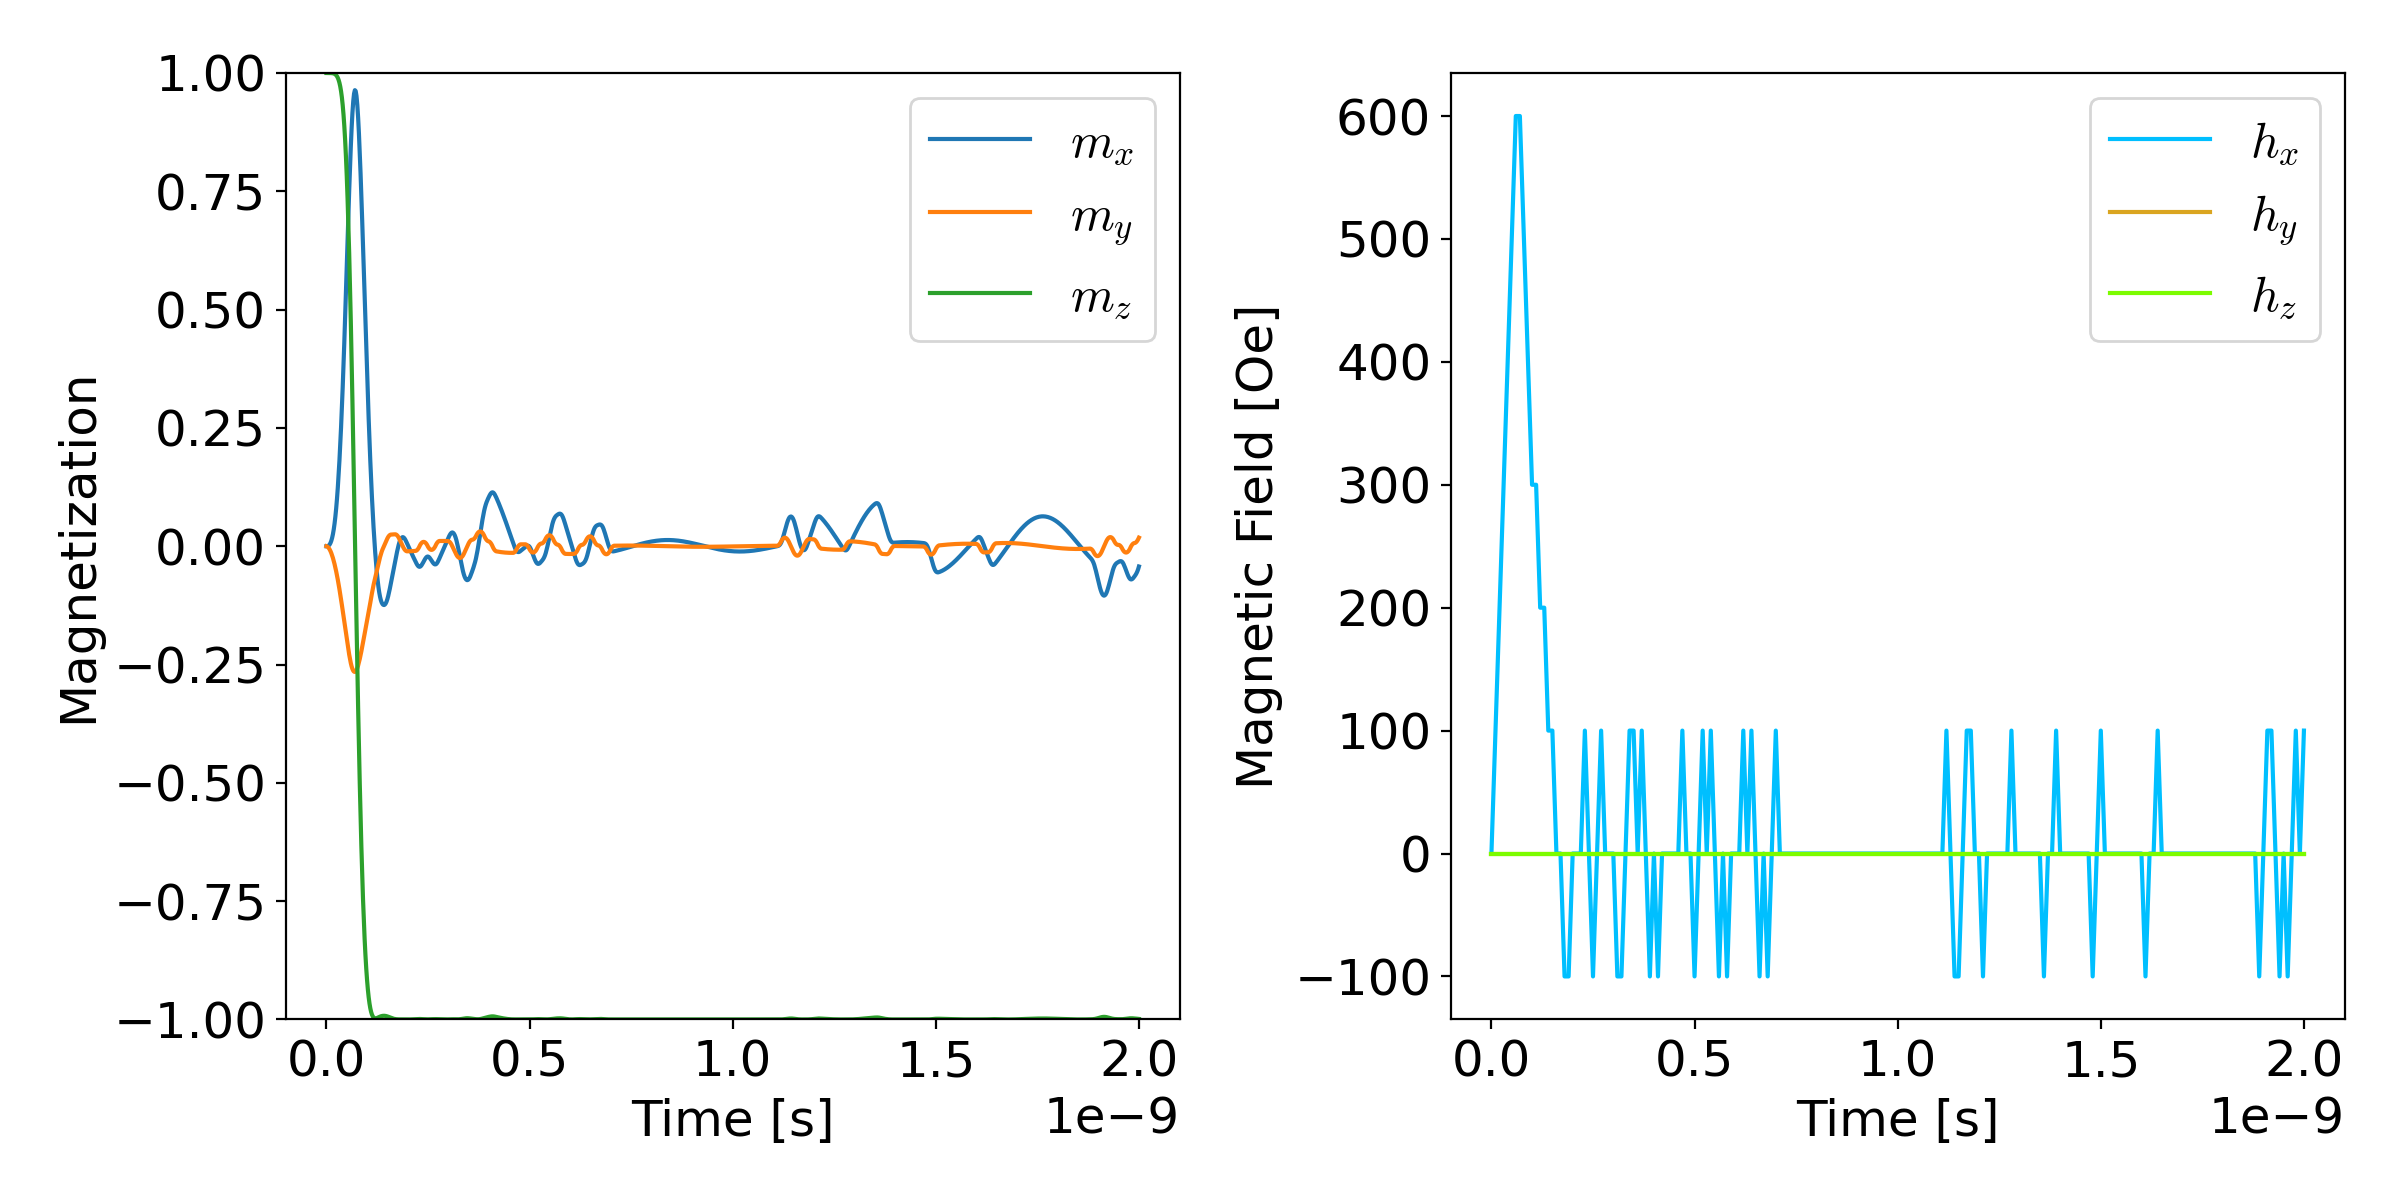 Magnetization
1.00
0.75
0.50
0.25
0.00
−0.25
−0.50
−0.75
−1.00
m_x
m_y
m_z
0.0 0.5 1.0 1.5 2.0
Time [s]
1e−9
Magnetic Field [Oe]
600
500
400
300
200
100
0
−100
h_x
h_y
h_z
0.0 0.5 1.0 1.5 2.0
Time [s]
1e−9